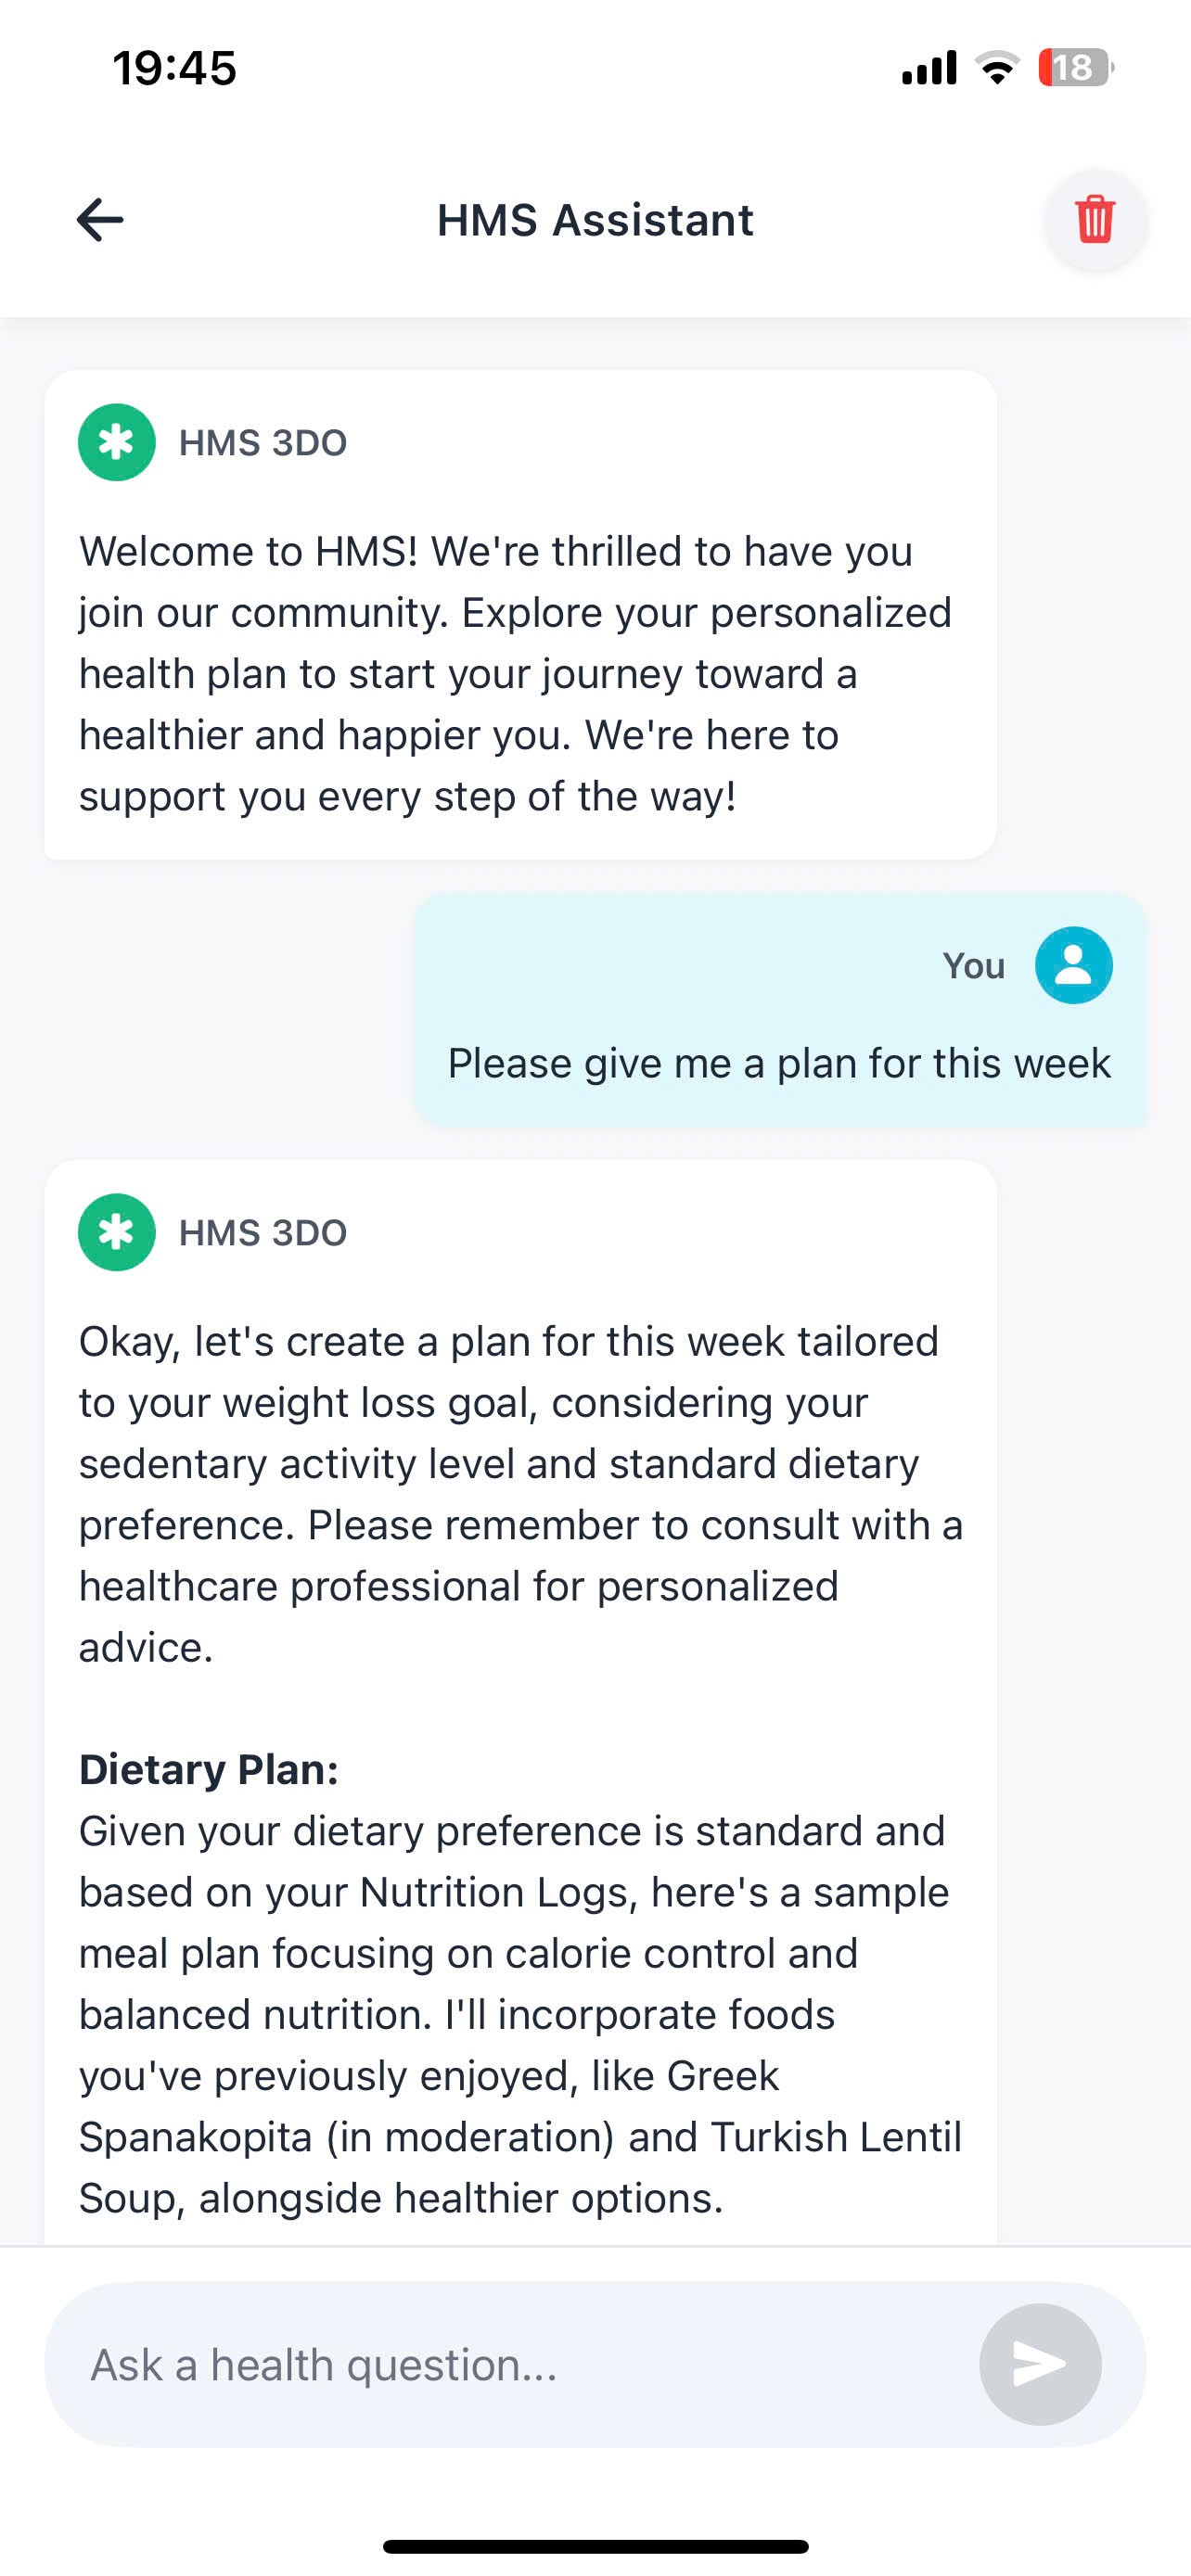 19:45
18
HMS Assistant
HMS 3DO
Welcome to HMS! We're thrilled to have you
join our community. Explore your personalized
health plan to start your journey toward a
healthier and happier you. We're here to
support you every step of the way!
You
Please give me a plan for this week
HMS 3DO
Okay, let's create a plan for this week tailored
to your weight loss goal, considering your
sedentary activity level and standard dietary
preference. Please remember to consult with a
healthcare professional for personalized
advice.
Dietary Plan:
Given your dietary preference is standard and
based on your Nutrition Logs, here's a sample
meal plan focusing on calorie control and
balanced nutrition. I'll incorporate foods
you've previously enjoyed, like Greek
Spanakopita (in moderation) and Turkish Lentil
Soup, alongside healthier options.
Ask a health question...